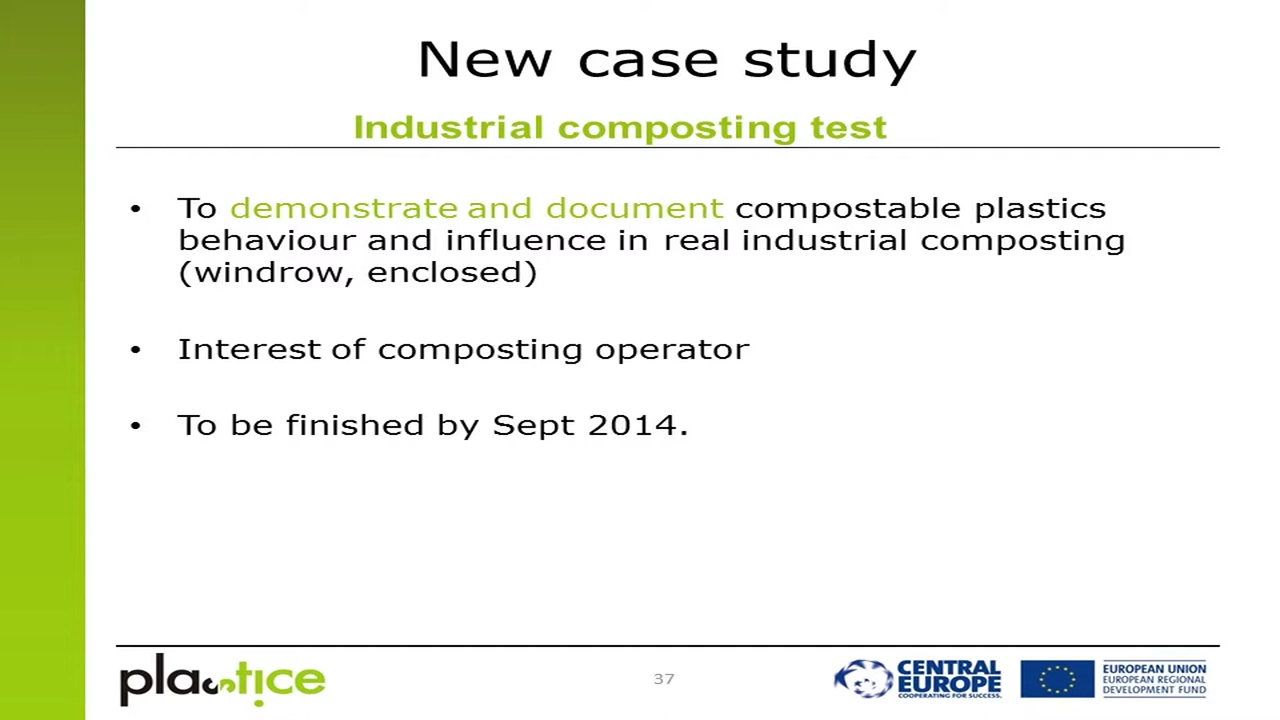 New case study
Industrial composting test
• To demonstrate and document compostable plastics
behaviour and influence in real industrial composting
(windrow, enclosed)
• Interest of composting operator
• To be finished by Sept 2014.
plastice
37
CENTRAL
EUROPE
COOPERATING FOR SUCCESS.
EUROPEAN UNION
EUROPEAN REGIONAL
DEVELOPMENT FUND